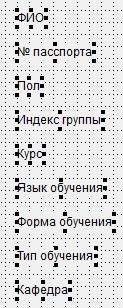 ФИО
№ паспорта
Пол
Индекс группы
Курс
Язык обучения
Форма обучения
Тип обучения
Кафедра